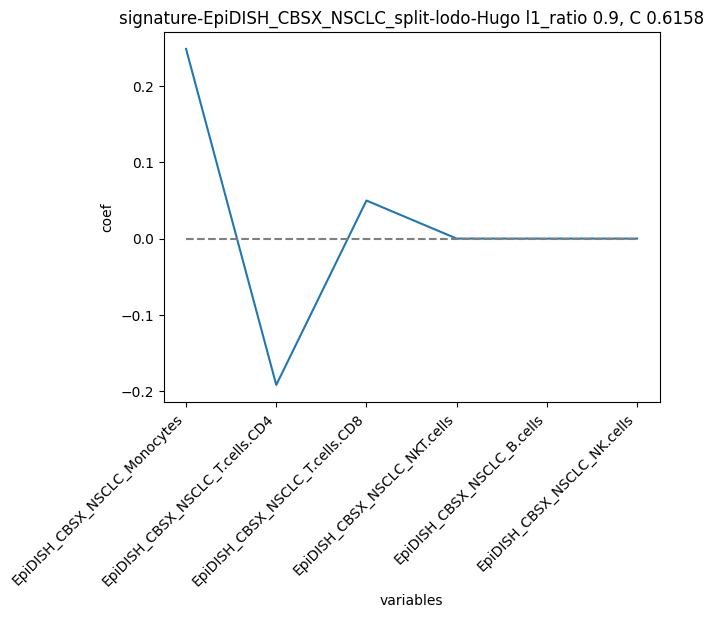 signature-EpiDISH_CBSX_NSCLC_split-lodo-Hugo l1_ratio 0.9, C 0.6158
0.2
0.1
0.0
−0.1
−0.2
coef
EpiDISH_CBSX_NSCLC_Monocytes
EpiDISH_CBSX_NSCLC_T.cells.CD4
EpiDISH_CBSX_NSCLC_T.cells.CD8
EpiDISH_CBSX_NSCLC_NKT.cells
EpiDISH_CBSX_NSCLC_B.cells
EpiDISH_CBSX_NSCLC_NK.cells
variables